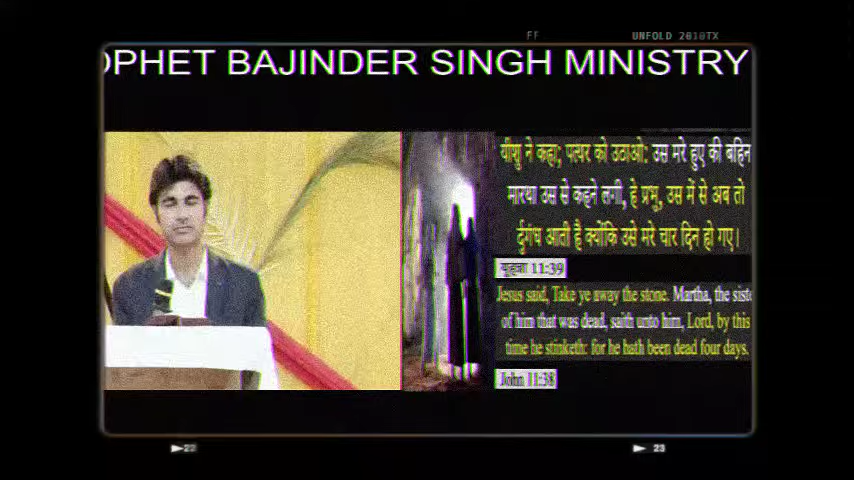 FF
UNFOLD 2010TX
OPHET BAJINDER SINGH MINISTRY
यीशु ने कहा; पत्थर को उठाओ: उस मरे हुए की बहिन
मारथा उस से कहने लगी, हे प्रभु, उस में से अब तो
र्दुगंध आती है क्योंकि उसे मरे चार दिन हो गए।
यूहन्ना 11:39
Jesus said, Take ye away the stone. Martha, the siste
of him that was dead, saith unto him, Lord, by this
time he stinketh: for he hath been dead four days.
John 11:38
22
23